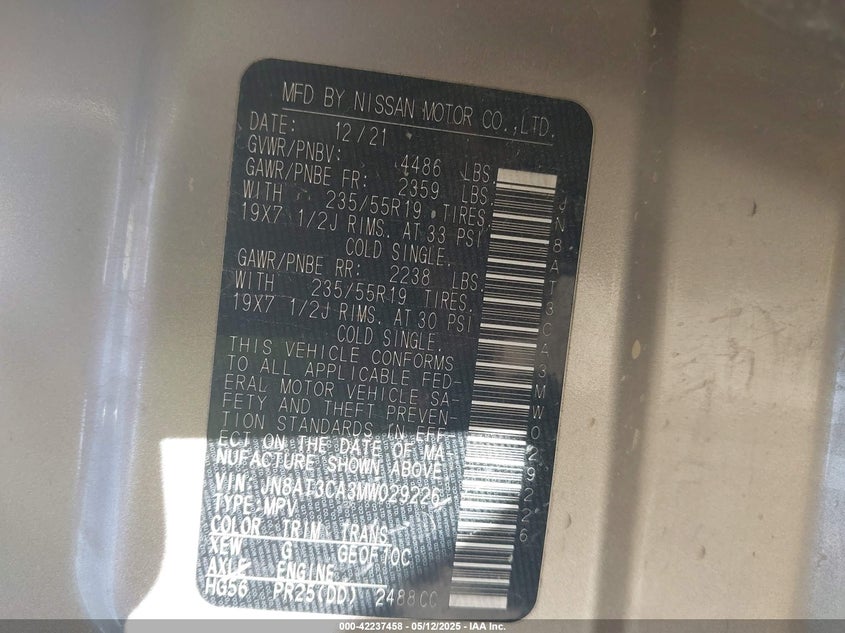 MFD BY NISSAN MOTOR CO.,LTD.
DATE: 12/21
GVWR/PNBV: 4486 LBS.
GAWR/PNBE FR: 2359 LBS.
WITH 235/55R19 TIRES
19X7 1/2J RIMS. AT 33 PSI
COLD SINGLE.
GAWR/PNBE RR: 2238 LBS.
WITH 235/55R19 TIRES.
19X7 1/2J RIMS. AT 30 PSI
COLD SINGLE.
THIS VEHICLE CONFORMS
TO ALL APPLICABLE FED-
ERAL MOTOR VEHICLE SA-
FETY AND THEFT PREVEN-
TION STANDARDS IN EFF-
ECT ON THE DATE OF MA-
NUFACTURE SHOWN ABOVE
VIN: JN8AT3CA3MW029226
TYPE:MPV
COLOR TRIM TRANS
XEW G
AXLE ENGINE
HG56 PR25(DD) 2488CC
JN8AT3CA3MW029226
000-42237458 - 05/12/2025 - IAA Inc.